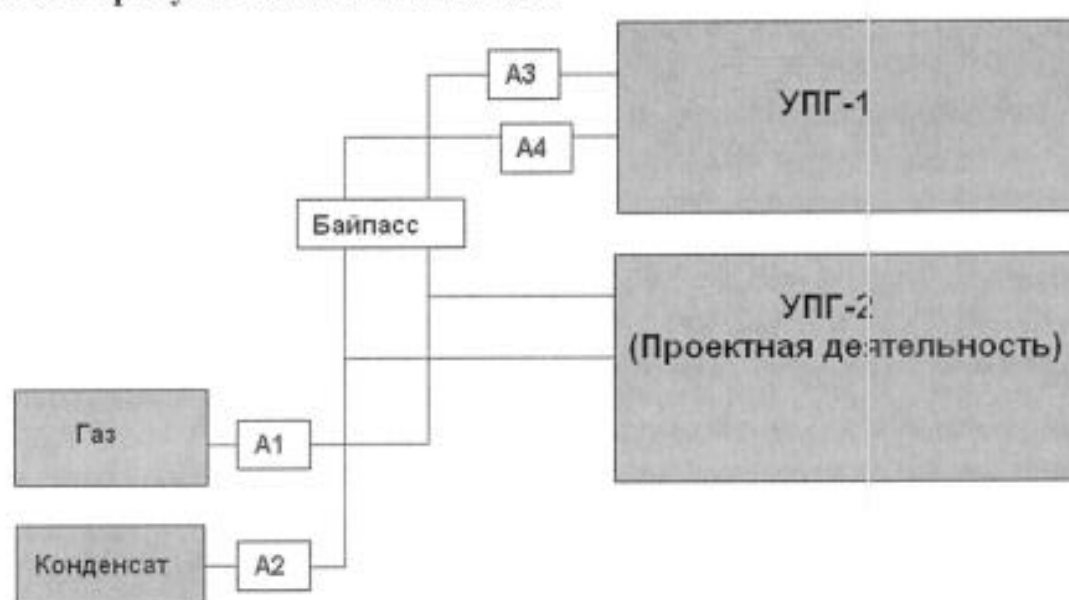 А3
УПГ-1
А4
Байпасс
УПГ-2
(Проектная деятельность)
Газ
А1
Конденсат
А2